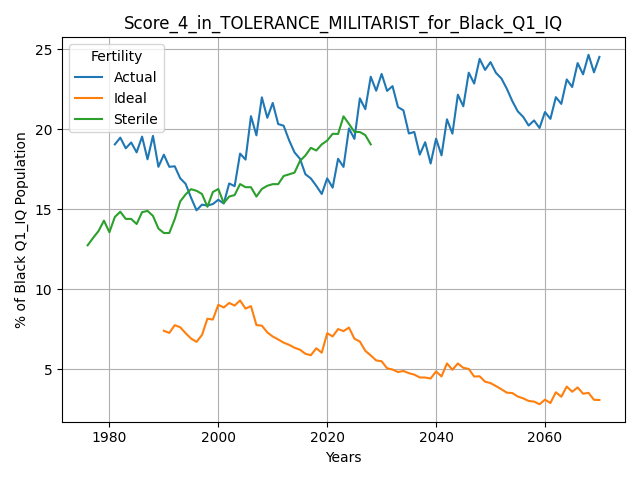 Score_4_in_TOLERANCE_MILITARIST_for_Black_Q1_IQ
Fertility
Actual
Ideal
Sterile
% of Black Q1_IQ Population
25
20
15
10
5
1980 2000 2020 2040 2060
Years